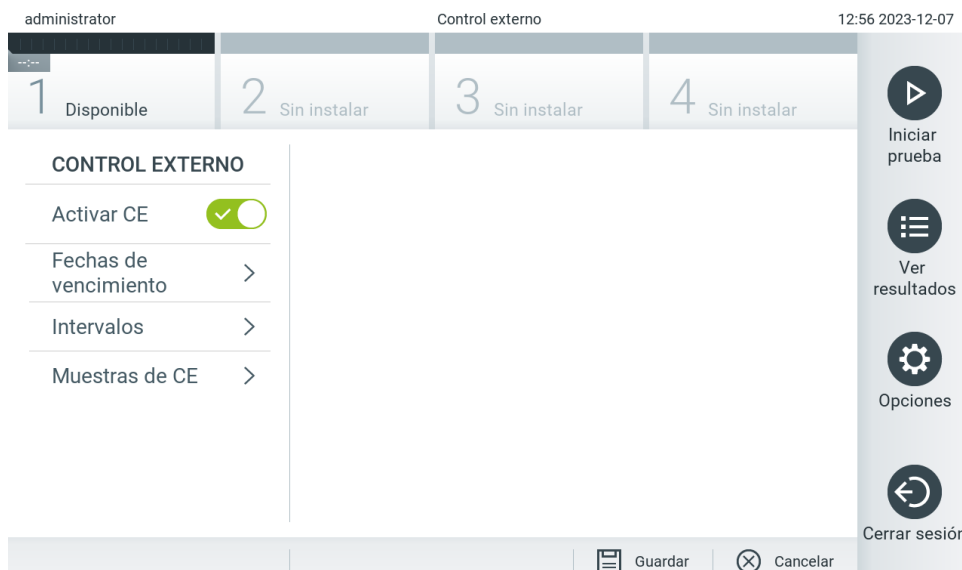 administrator
Control externo
12:56 2023-12-07
--:--
1 Disponible
2 Sin instalar
3 Sin instalar
4 Sin instalar
CONTROL EXTERNO
Activar CE
Fechas de
vencimiento
Intervalos
Muestras de CE
Iniciar
prueba
Ver
resultados
Opciones
Cerrar sesión
Guardar
Cancelar